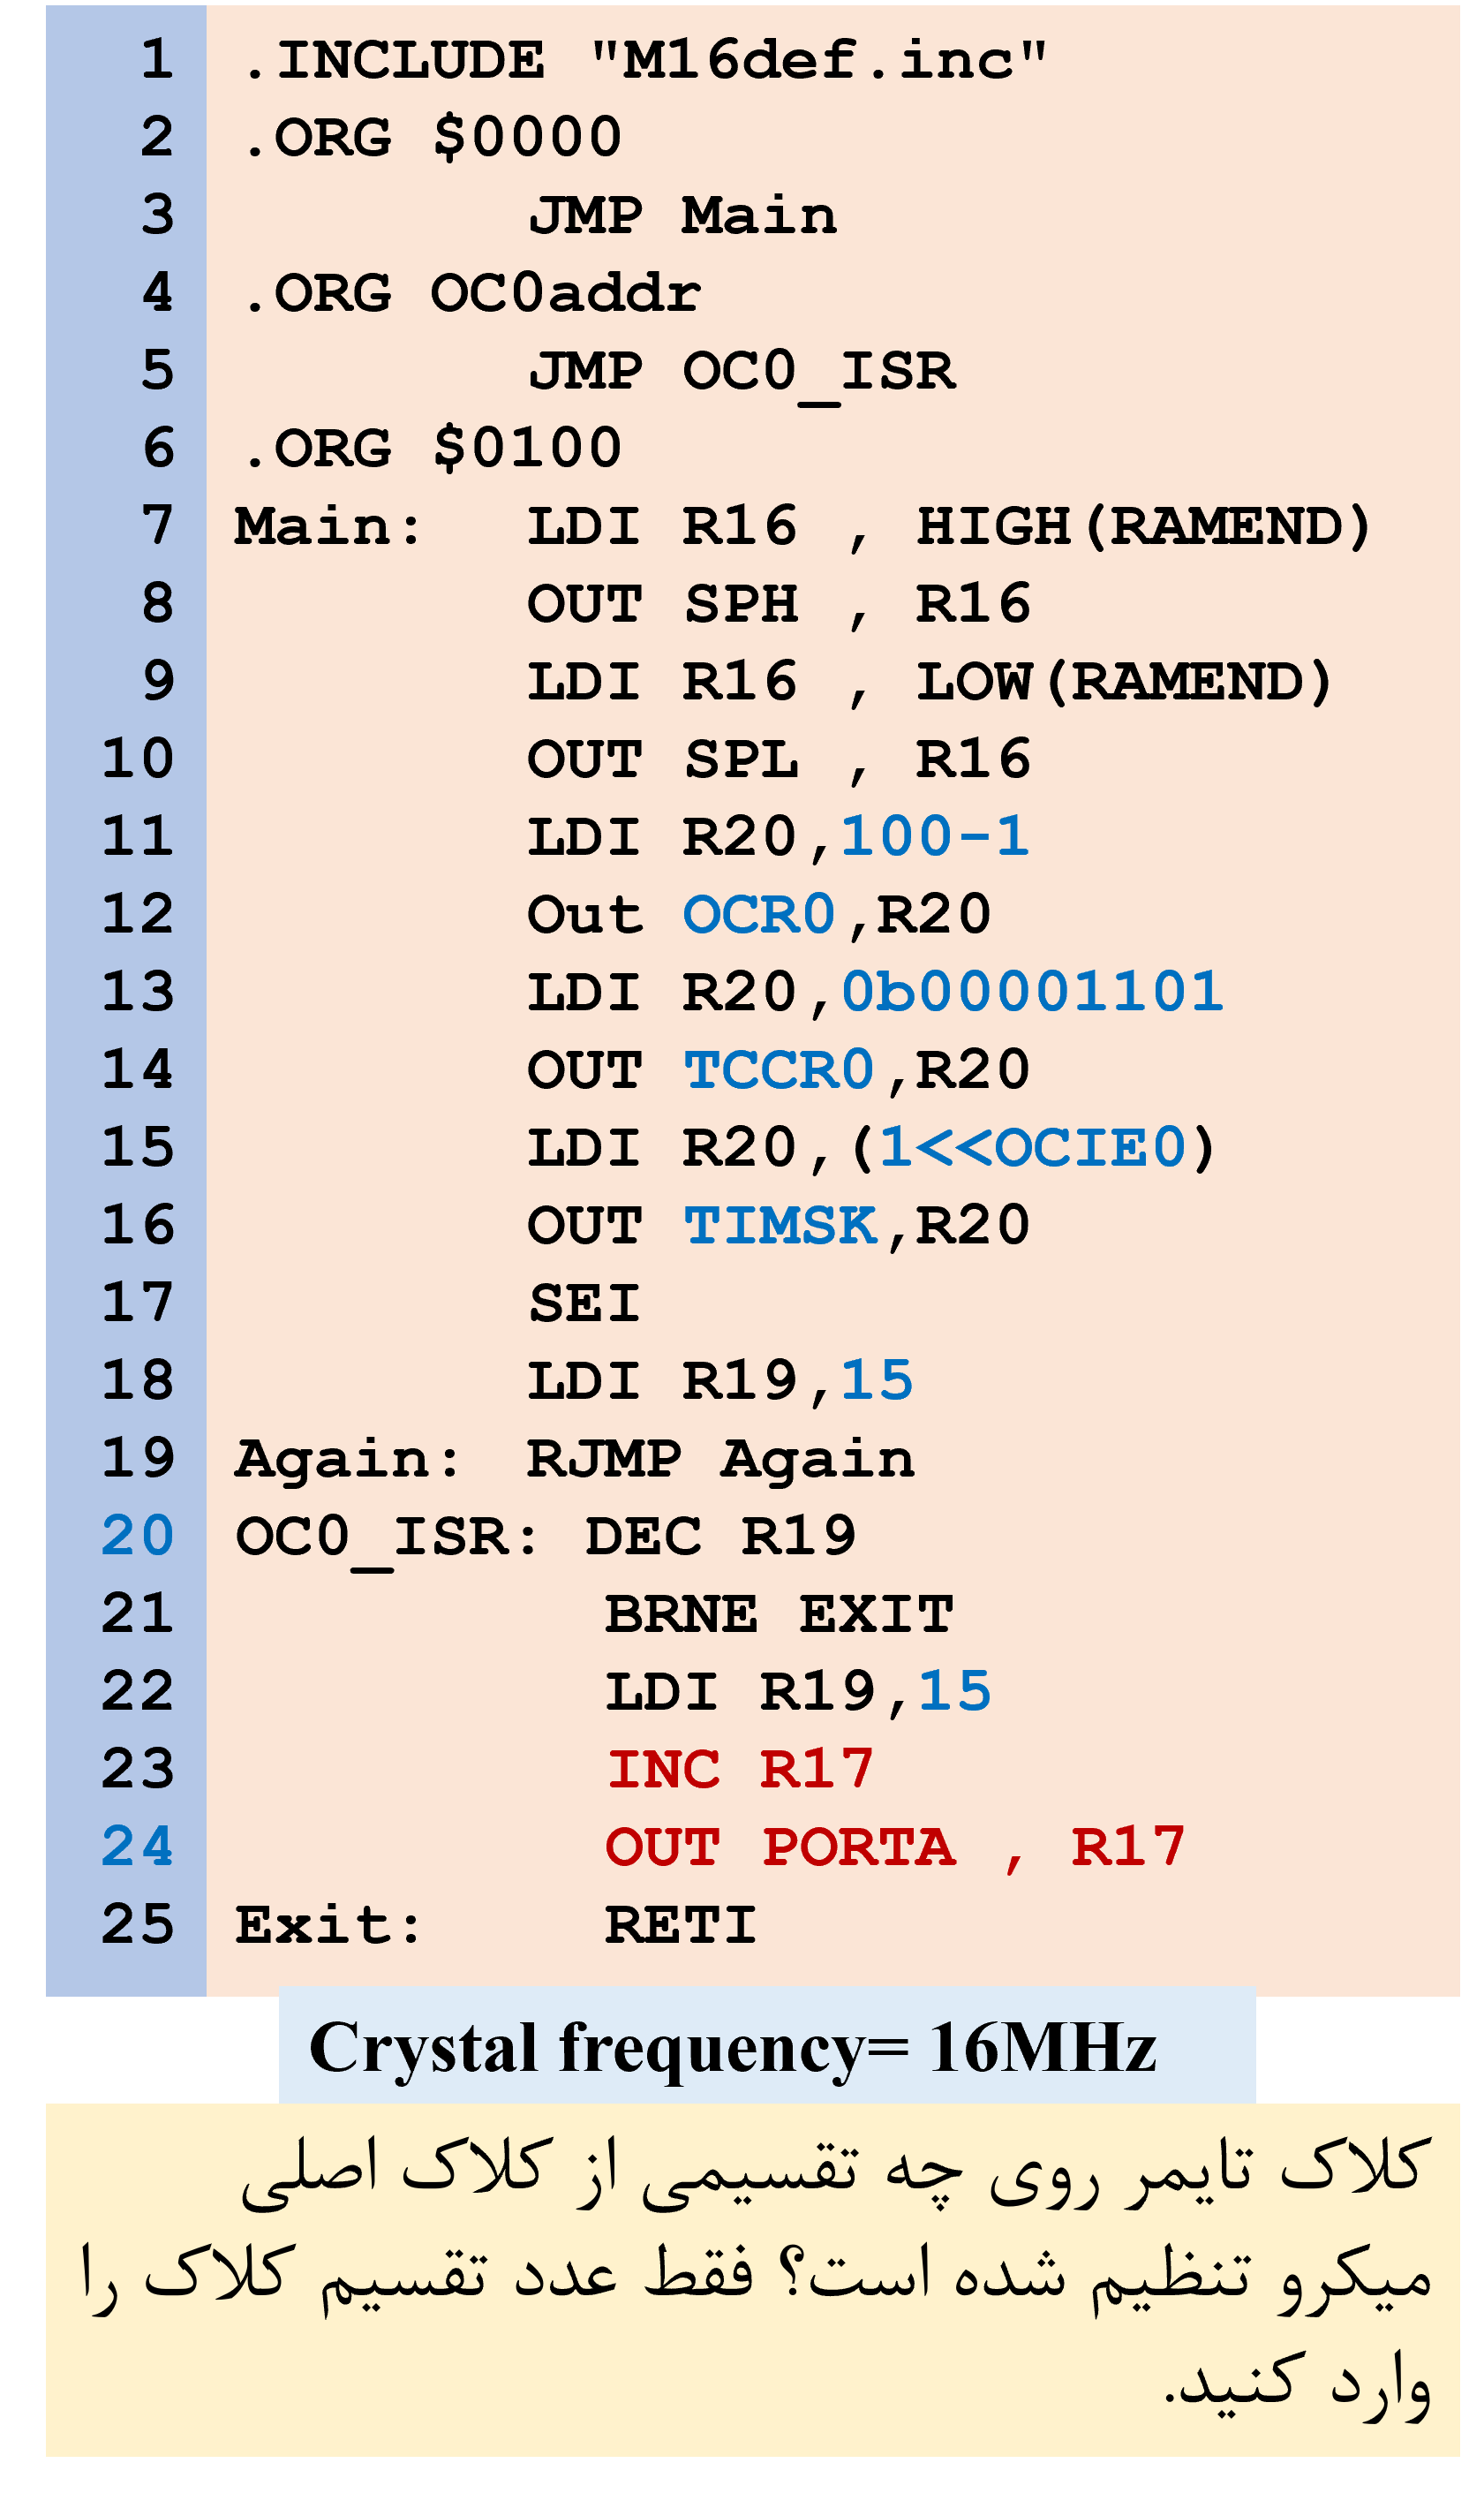 1 .INCLUDE "M16def.inc"
2 .ORG $0000
3 JMP Main
4 .ORG OC0addr
5 JMP OC0_ISR
6 .ORG $0100
7 Main: LDI R16 , HIGH(RAMEND)
8 OUT SPH , R16
9 LDI R16 , LOW(RAMEND)
10 OUT SPL , R16
11 LDI R20,100-1
12 Out OCR0,R20
13 LDI R20,0b00001101
14 OUT TCCR0,R20
15 LDI R20,(1<<OCIE0)
16 OUT TIMSK,R20
17 SEI
18 LDI R19,15
19 Again: RJMP Again
20 OC0_ISR: DEC R19
21 BRNE EXIT
22 LDI R19,15
23 INC R17
24 OUT PORTA , R17
25 Exit: RETI
Crystal frequency= 16MHz
کلاک تایمر روی چه تقسیمی از کلاک اصلی
میکرو تنظیم شده است؟ فقط عدد تقسیم کلاک را
وارد کنید.